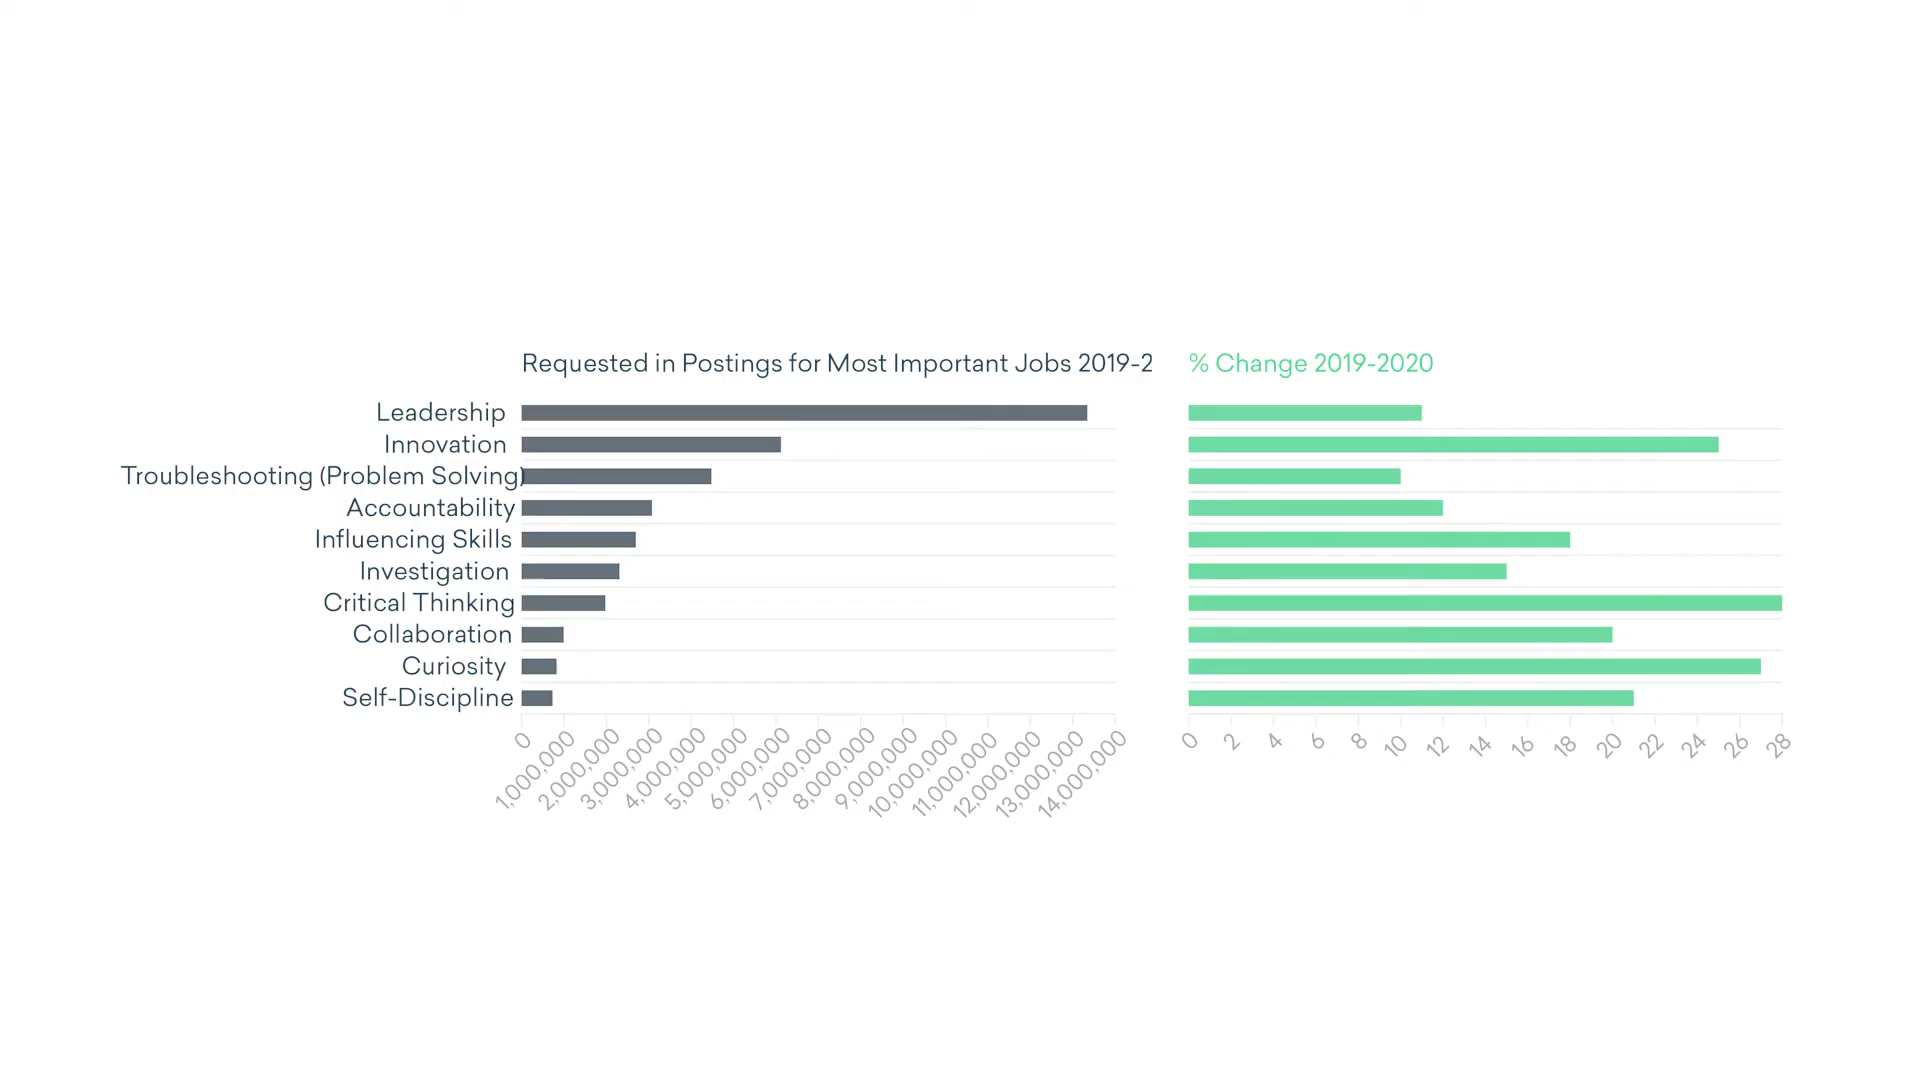 Requested in Postings for Most Important Jobs 2019-2
% Change 2019-2020
Leadership
Innovation
Troubleshooting (Problem Solving)
Accountability
Influencing Skills
Investigation
Critical Thinking
Collaboration
Curiosity
Self-Discipline
0 1,000,000 2,000,000 3,000,000 4,000,000 5,000,000 6,000,000 7,000,000 8,000,000 9,000,000 10,000,000 11,000,000 12,000,000 13,000,000 14,000,000
0 2 4 6 8 10 12 14 16 18 20 22 24 26 28